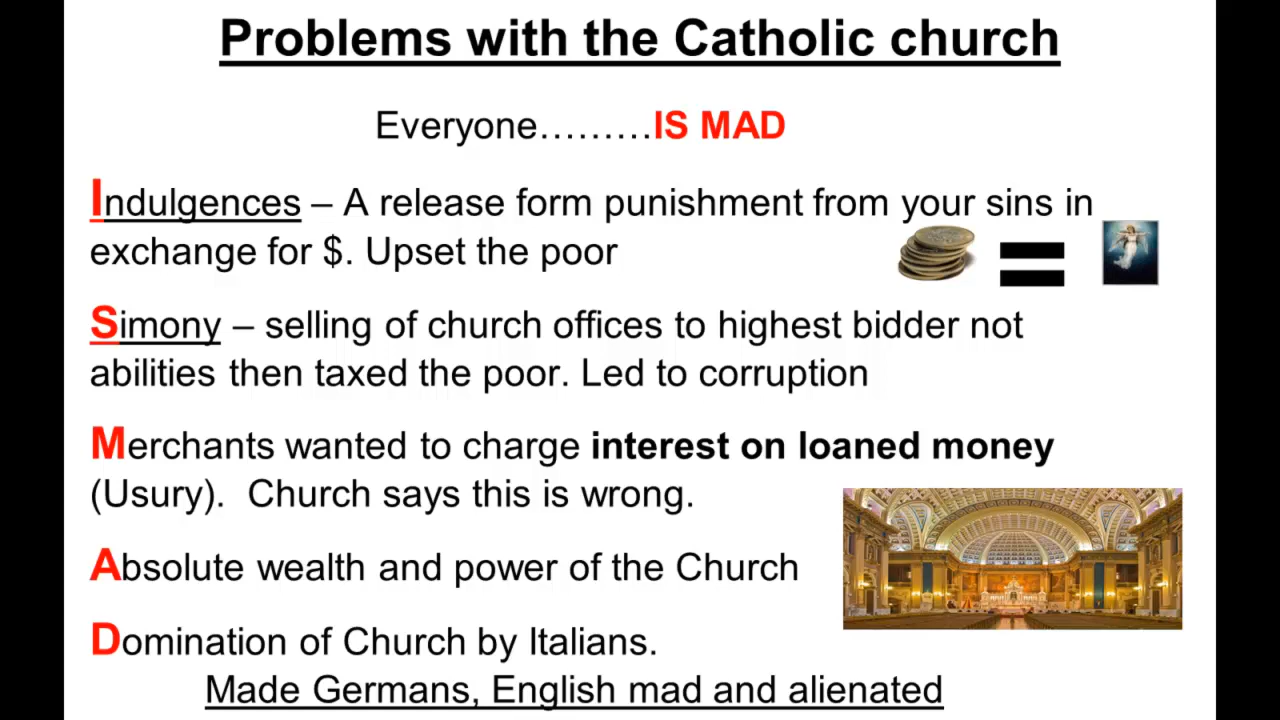 Problems with the Catholic church
Everyone………IS MAD
Indulgences – A release form punishment from your sins in
exchange for $. Upset the poor
Simony – selling of church offices to highest bidder not
abilities then taxed the poor. Led to corruption
Merchants wanted to charge interest on loaned money
(Usury).  Church says this is wrong.
Absolute wealth and power of the Church
Domination of Church by Italians.
Made Germans, English mad and alienated